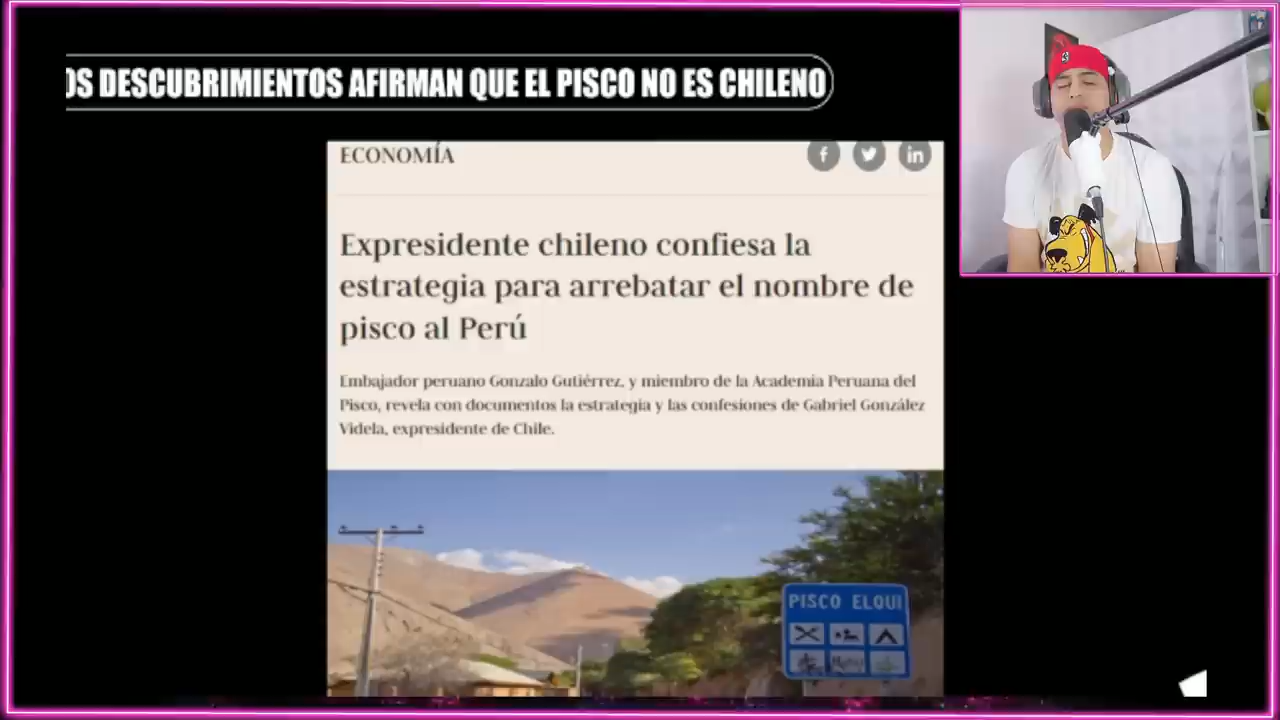 OS DESCUBRIMIENTOS AFIRMAN QUE EL PISCO NO ES CHILENO
ECONOMÍA
Expresidente chileno confiesa la
estrategia para arrebatar el nombre de
pisco al Perú
Embajador peruano Gonzalo Gutiérrez, y miembro de la Academia Peruana del
Pisco, revela con documentos la estrategia y las confesiones de Gabriel González
Videla, expresidente de Chile.
PISCO ELQUI